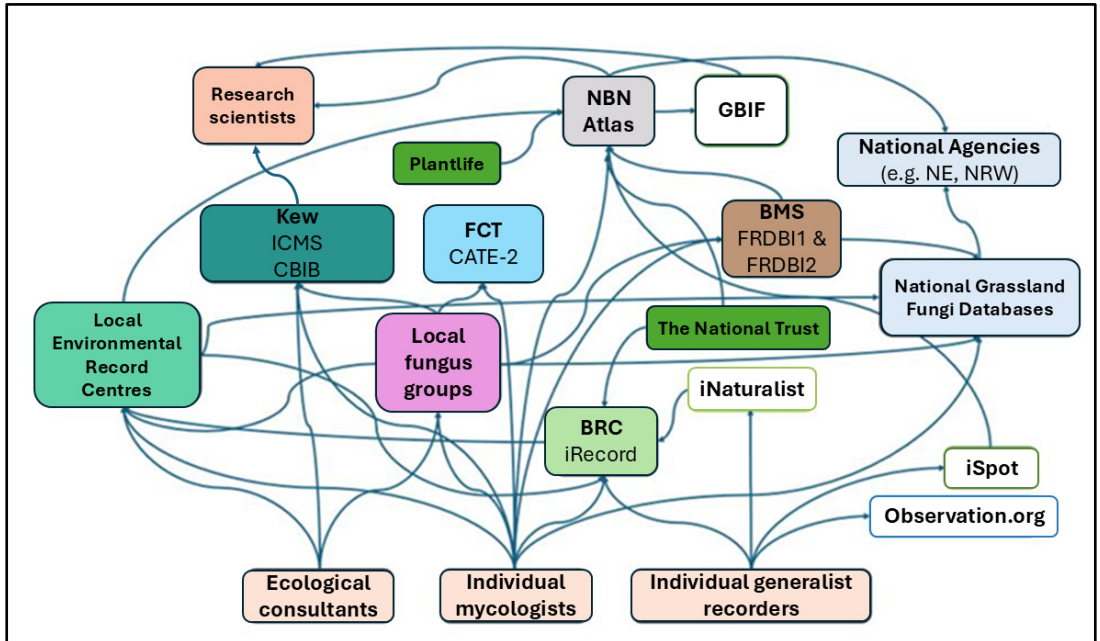 Research
scientists
NBN
Atlas
GBIF
Plantlife
National Agencies
(e.g. NE, NRW)
Kew
ICMS
CBIB
FCT
CATE-2
BMS
FRDBI1 &
FRDBI2
National Grassland
Fungi Databases
Local
Environmental
Record
Centres
Local
fungus
groups
The National Trust
iNaturalist
BRC
iRecord
iSpot
Observation.org
Ecological
consultants
Individual
mycologists
Individual generalist
recorders